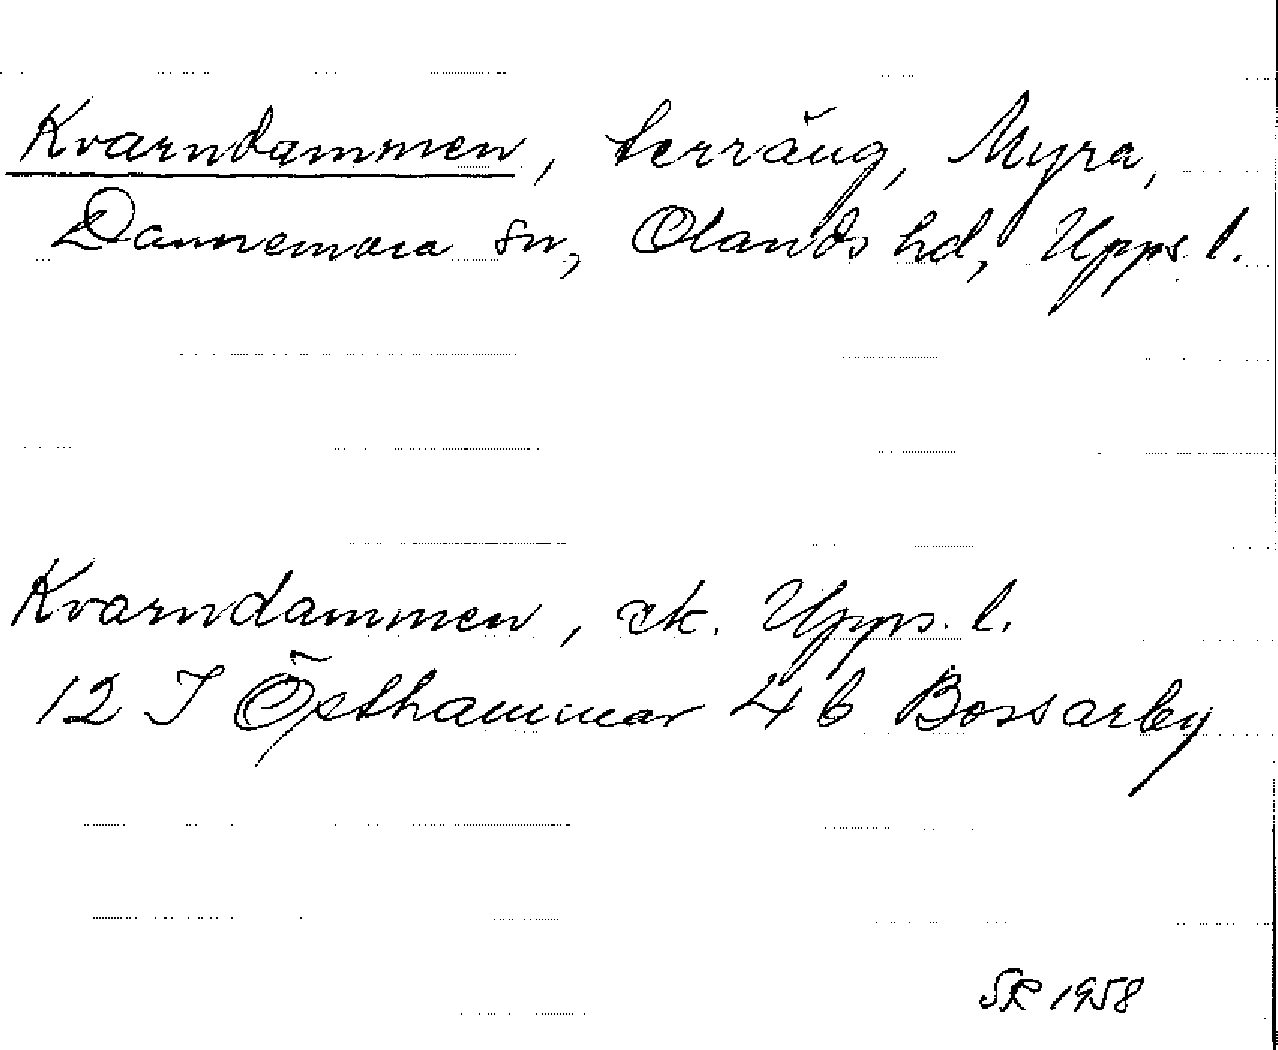 Kvarndammen, terräng, Myra,
Dannemora sn, Olands hd, Upps. l.
Kvarndammen, ek. Upps. l.
12 I Östhammar 4 b Bossarby
SR 1958